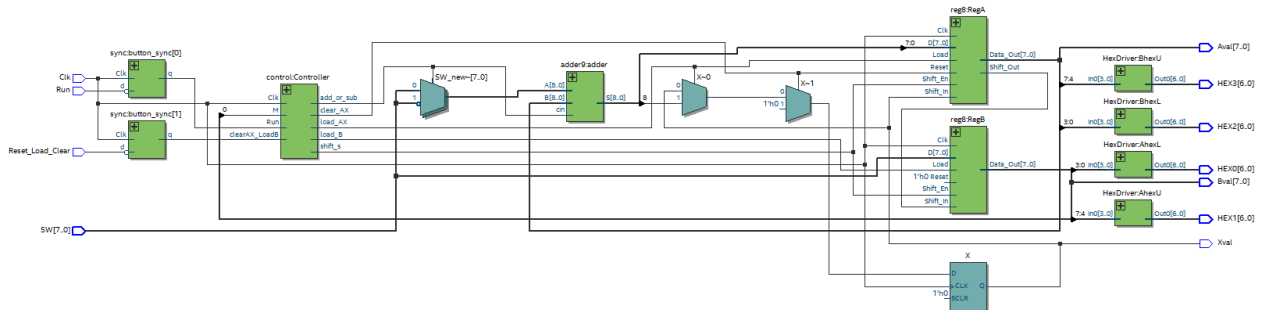 reg8:RegA
sync:button_sync[0]
Clk
Run
Clk
d
q
sync:button_sync[1]
Reset_Load_Clear
Clk
d
q
control:Controller
0
Clk
M
Run
clearAX_LoadB
add_or_sub
clear_AX
load_AX
load_B
shift_s
SW_new~[7..0]
0
1
adder9:adder
A[8..0]
B[8..0]
cin
S[8..0]
8
X~0
0
1
X~1
0
1'h0
1
7:0
Clk
D[7..0]
Load
Reset
Shift_En
Shift_In
Data_Out[7..0]
Shift_Out
reg8:RegB
Clk
D[7..0]
Load
1'h0 Reset
Shift_En
Shift_In
Data_Out[7..0]
HexDriver:BhexU
7:4 In0[3..0]
Out0[6..0]
HexDriver:BhexL
3:0 In0[3..0]
Out0[6..0]
HexDriver:AhexL
3:0 In0[3..0]
Out0[6..0]
HexDriver:AhexU
7:4 In0[3..0]
Out0[6..0]
Aval[7..0]
HEX3[6..0]
HEX2[6..0]
HEX0[6..0]
Bval[7..0]
HEX1[6..0]
Xval
SW[7..0]
X
D
CLK
1'h0 SCLR
Q